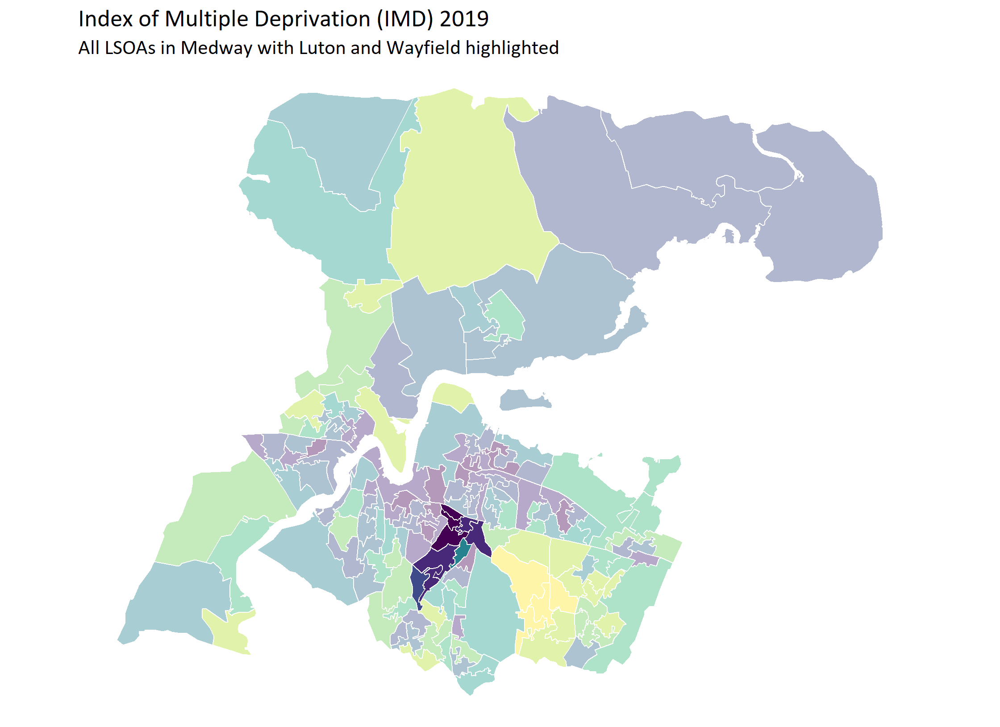 Index of Multiple Deprivation (IMD) 2019
All LSOAs in Medway with Luton and Wayfield highlighted